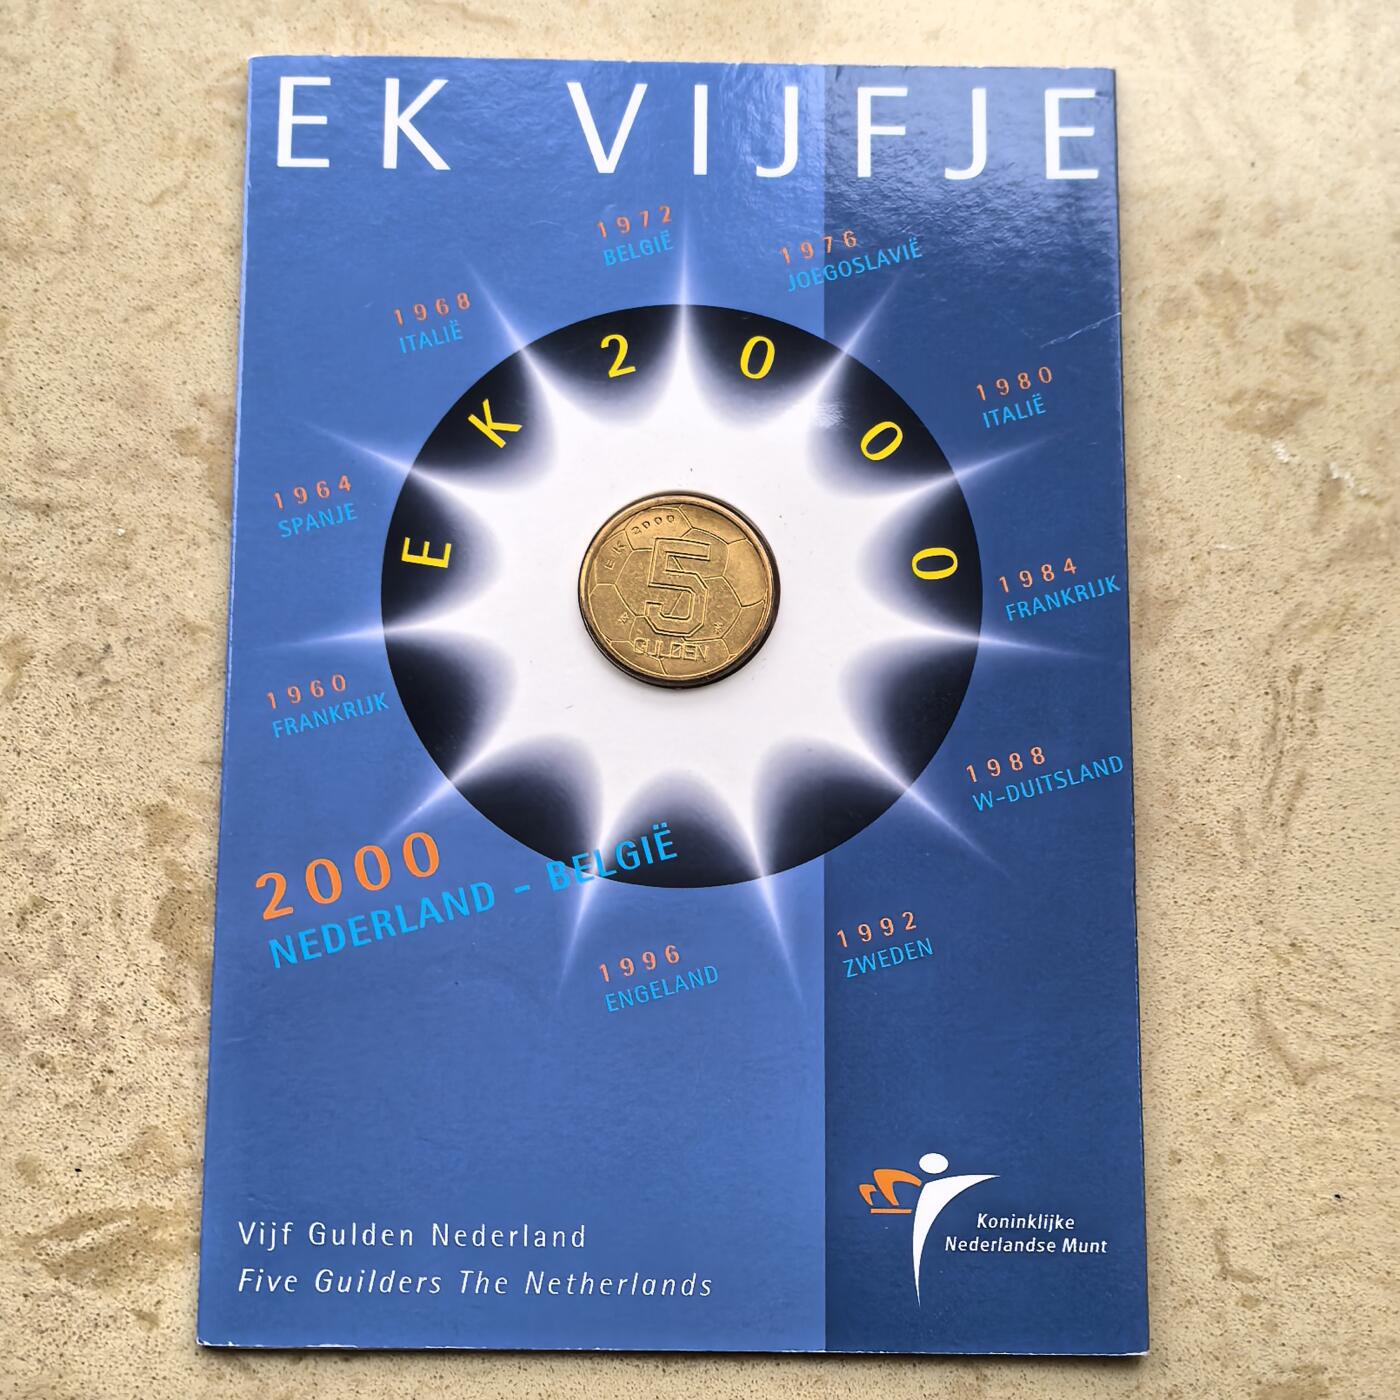 EK VIJFJE
1972
BELGIË
1976
JOEGOSLAVIË
1968
ITALIË
EK 2000
1980
ITALIË
1964
SPANJE
EK 2000
5
GULDEN
1984
FRANKRIJK
1960
FRANKRIJK
1988
W-DUITSLAND
2000
NEDERLAND - BELGIË
1992
ZWEDEN
1996
ENGELAND
Koninklijke
Nederlandse Munt
Vijf Gulden Nederland
Five Guilders The Netherlands